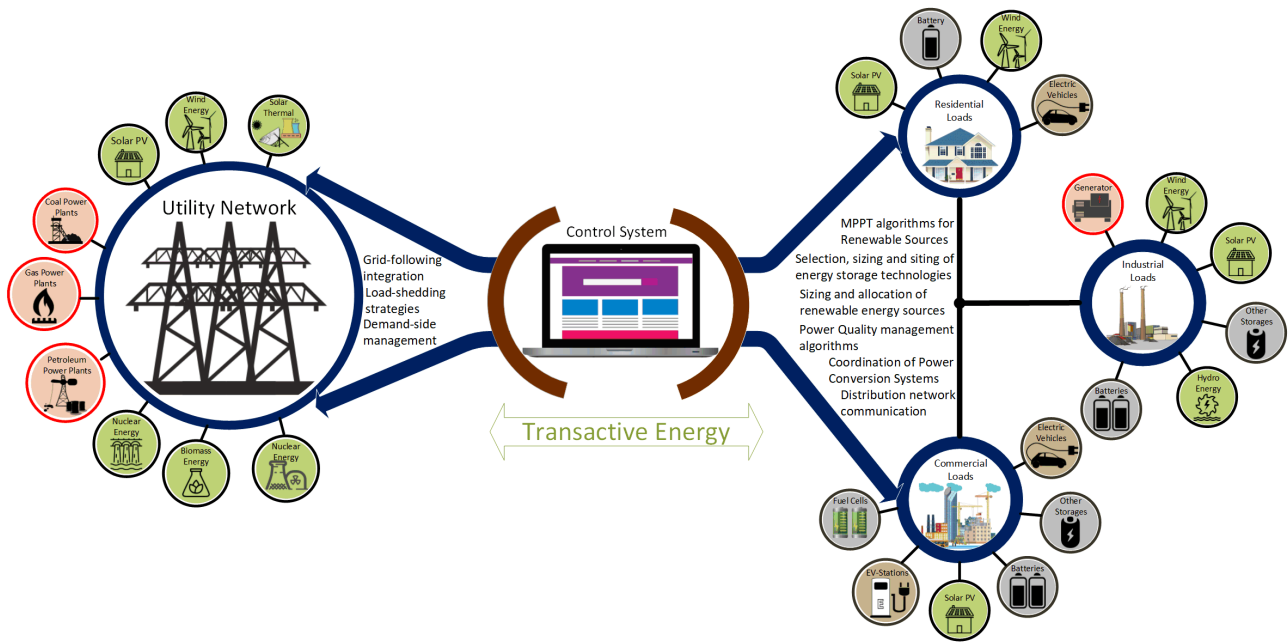 Wind
Energy
Solar
Thermal
Solar PV
Coal Power
Plants
Gas Power
Plants
Petroleum
Power Plants
Nuclear
Energy
Biomass
Energy
Nuclear
Energy
Utility Network
Grid-following
integration
Load-shedding
strategies
Demand-side
management
Control System
Transactive Energy
MPPT algorithms for
Renewable Sources
Selection, sizing and siting of
energy storage technologies
Sizing and allocation of
renewable energy sources
Power Quality management
algorithms
Coordination of Power
Conversion Systems
Distribution network
communication
Battery
Wind
Energy
Solar PV
Electric
Vehicles
Residential
Loads
Generator
Wind
Energy
Solar PV
Industrial
Loads
Other
Storages
Hydro
Energy
Batteries
Electric
Vehicles
Commercial
Loads
Fuel Cells
Other
Storages
EV-Stations
Solar PV
Batteries